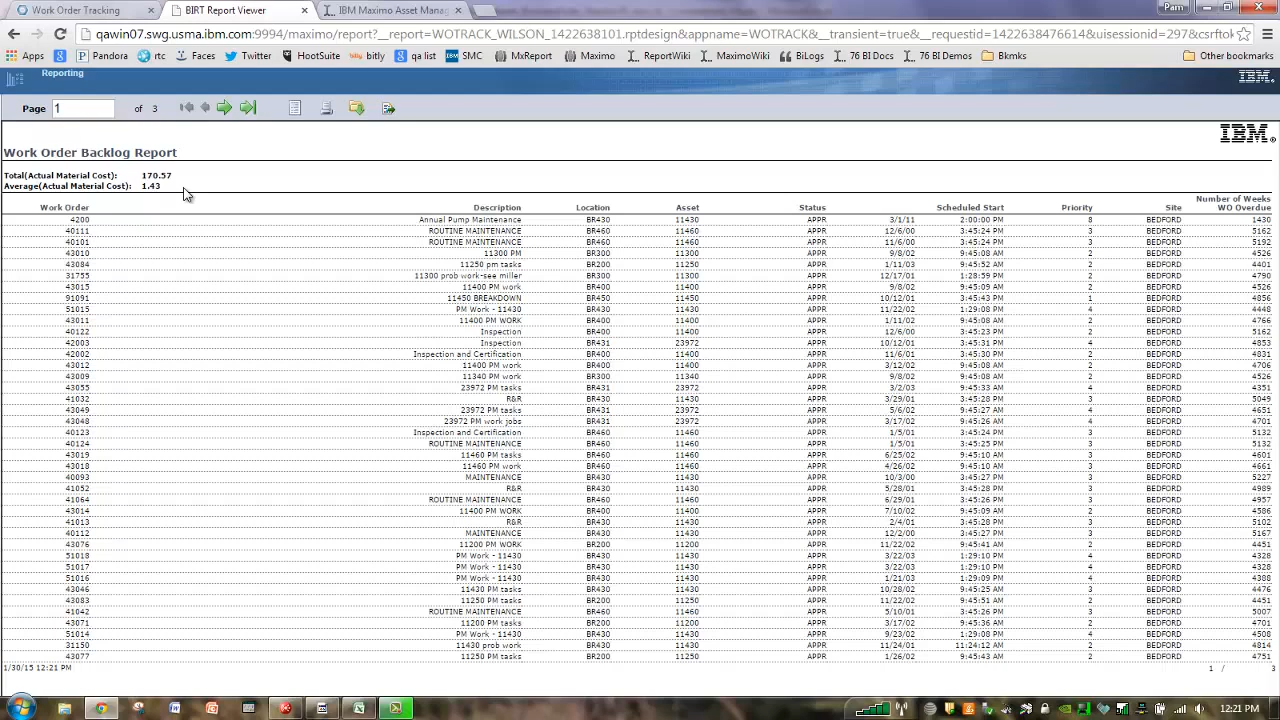 Work Order Tracking
BIRT Report Viewer
IBM Maximo Asset Mana
Pam
qawin07.swg.usma.ibm.com:9994/maximo/report?__report=WOTRACK_WILSON_1422638101.rptdesign&appname=WOTRACK&__transient=true&__requestid=1422638476614&uisessionid=297&csrftok
Apps Pandora rtc Faces Twitter HootSuite bitly qa list SMC MxReport Maximo ReportWiki MaximoWiki BiLogs 76 BI Docs 76 BI Demos Bkmks Other bookmarks
Reporting IBM
Page 1 of 3
IBM
Work Order Backlog Report
Total(Actual Material Cost): 170.57
Average(Actual Material Cost): 1.43
Number of Weeks
Work Order Description Location Asset Status Scheduled Start Priority Site WO Overdue
4200 Annual Pump Maintenance BR430 11430 APPR 3/1/11 2:00:00 PM 8 BEDFORD 1430
40111 ROUTINE MAINTENANCE BR460 11460 APPR 12/6/00 3:45:24 PM 3 BEDFORD 5162
40101 ROUTINE MAINTENANCE BR460 11460 APPR 11/6/00 3:45:24 PM 3 BEDFORD 5192
43010 11300 PM BR300 11300 APPR 9/8/02 9:45:08 AM 2 BEDFORD 4526
43084 11250 pm tasks BR200 11250 APPR 1/11/03 9:45:52 AM 2 BEDFORD 4401
31755 11300 prob work-see miller BR300 11300 APPR 12/17/01 1:28:59 PM 2 BEDFORD 4790
43015 11400 PM work BR400 11400 APPR 9/8/02 9:45:09 AM 2 BEDFORD 4526
91091 11450 BREAKDOWN BR450 11450 APPR 10/12/01 3:45:43 PM 1 BEDFORD 4856
51015 PM Work - 11430 BR430 11430 APPR 11/22/02 1:29:08 PM 4 BEDFORD 4448
43011 11400 PM WORK BR400 11400 APPR 1/11/02 9:45:08 AM 2 BEDFORD 4766
40122 Inspection BR400 11400 APPR 12/6/00 3:45:23 PM 2 BEDFORD 5162
42003 Inspection BR431 23972 APPR 10/12/01 3:45:31 PM 4 BEDFORD 4853
42002 Inspection and Certification BR400 11400 APPR 11/6/01 3:45:30 PM 2 BEDFORD 4831
43012 11400 PM work BR400 11400 APPR 3/12/02 9:45:08 AM 2 BEDFORD 4706
43009 11340 PM work BR300 11340 APPR 9/8/02 9:45:08 AM 2 BEDFORD 4526
43055 23972 PM tasks BR431 23972 APPR 3/2/03 9:45:33 AM 4 BEDFORD 4351
41032 R&R BR430 11430 APPR 3/29/01 3:45:28 PM 3 BEDFORD 5049
43049 23972 PM tasks BR431 23972 APPR 5/6/02 9:45:27 AM 4 BEDFORD 4651
43048 23972 PM work jobs BR431 23972 APPR 3/17/02 9:45:26 AM 4 BEDFORD 4701
40123 Inspection and Certification BR460 11460 APPR 1/5/01 3:45:24 PM 3 BEDFORD 5132
40124 ROUTINE MAINTENANCE BR460 11460 APPR 1/5/01 3:45:25 PM 3 BEDFORD 5132
43019 11460 PM tasks BR460 11460 APPR 6/25/02 9:45:10 AM 3 BEDFORD 4601
43018 11460 PM work BR460 11460 APPR 4/26/02 9:45:10 AM 3 BEDFORD 4661
40093 MAINTENANCE BR430 11430 APPR 10/3/00 3:45:27 PM 3 BEDFORD 5227
41052 R&R BR430 11430 APPR 5/28/01 3:45:28 PM 3 BEDFORD 4989
41064 ROUTINE MAINTENANCE BR460 11460 APPR 6/29/01 3:45:26 PM 3 BEDFORD 4957
43014 11400 PM WORK BR400 11400 APPR 7/10/02 9:45:09 AM 2 BEDFORD 4586
41013 R&R BR430 11430 APPR 2/4/01 3:45:28 PM 3 BEDFORD 5102
40112 MAINTENANCE BR430 11430 APPR 12/2/00 3:45:27 PM 3 BEDFORD 5167
43076 11200 PM WORK BR200 11200 APPR 11/22/02 9:45:41 AM 2 BEDFORD 4451
51018 PM Work - 11430 BR430 11430 APPR 3/22/03 1:29:10 PM 4 BEDFORD 4328
51017 PM Work - 11430 BR430 11430 APPR 3/22/03 1:29:10 PM 4 BEDFORD 4328
51016 PM Work - 11430 BR430 11430 APPR 1/21/03 1:29:09 PM 4 BEDFORD 4388
43046 11430 PM tasks BR430 11430 APPR 10/28/02 9:45:25 AM 3 BEDFORD 4476
43083 11250 PM tasks BR200 11250 APPR 11/22/02 9:45:51 AM 2 BEDFORD 4451
41042 ROUTINE MAINTENANCE BR460 11460 APPR 5/10/01 3:45:26 PM 3 BEDFORD 5007
43071 11200 PM tasks BR200 11200 APPR 3/17/02 9:45:36 AM 2 BEDFORD 4701
51014 PM Work - 11430 BR430 11430 APPR 9/23/02 1:29:08 PM 4 BEDFORD 4508
31150 11430 prob work BR430 11430 APPR 11/24/01 11:24:12 AM 2 BEDFORD 4814
43077 11250 PM tasks BR200 11250 APPR 1/26/02 9:45:43 AM 2 BEDFORD 4751
1/30/15 12:21 PM 1 / 3
12:21 PM